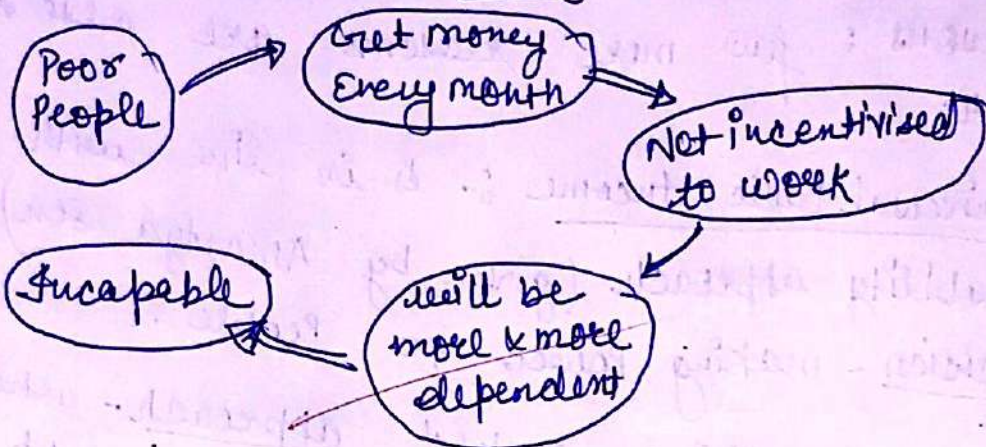 Poor
People
Get money
Every month
Not incentivised
to work
will be
more & more
dependent
Incapable